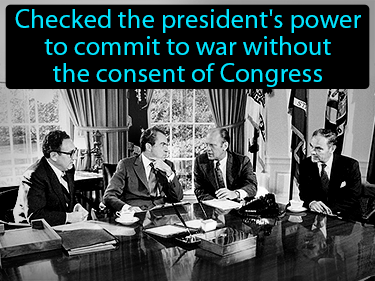 Checked the president's power
to commit to war without
the consent of Congress